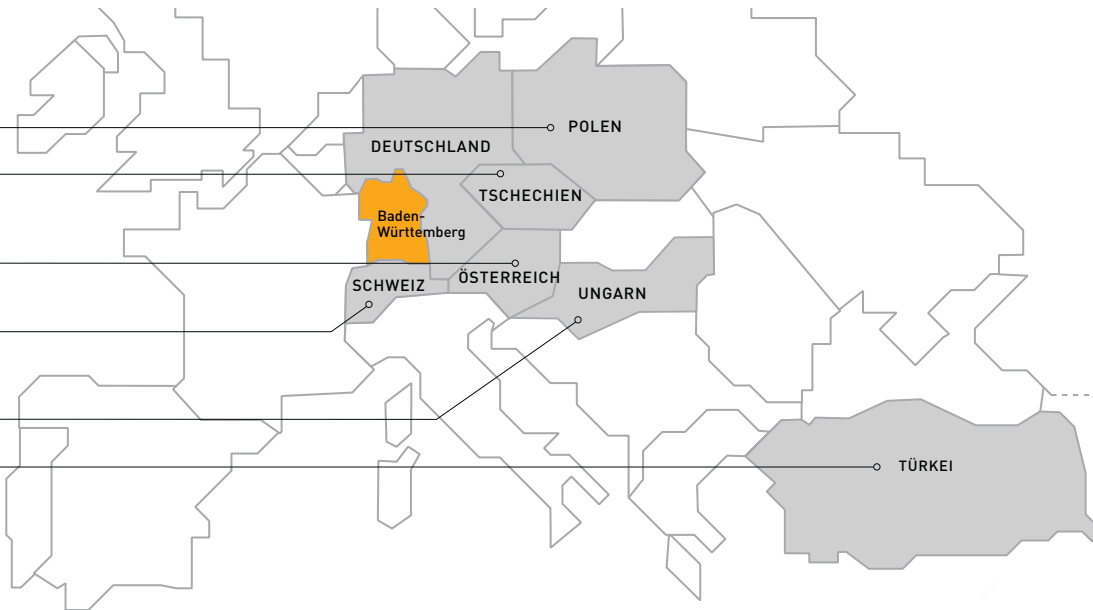 POLEN
DEUTSCHLAND
TSCHECHIEN
Baden-
Württemberg
ÖSTERREICH
SCHWEIZ
UNGARN
TÜRKEI